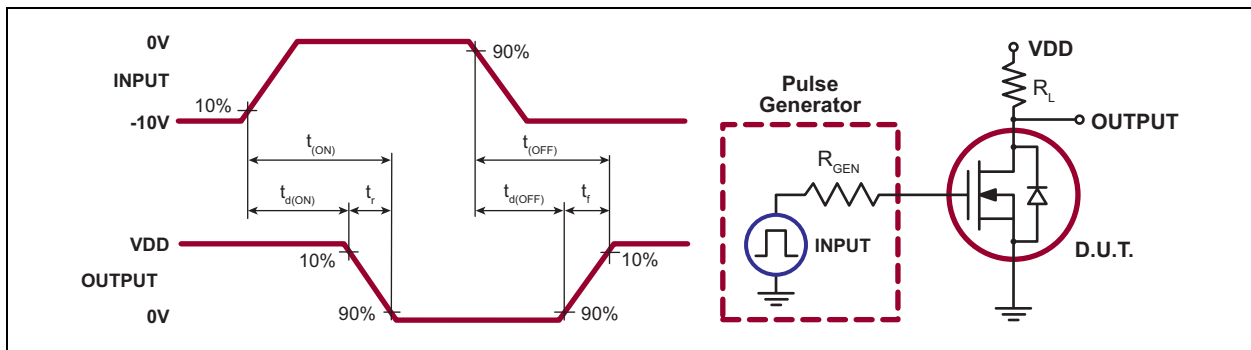 0V
INPUT
-10V
10%
90%
t(ON)
t(OFF)
td(ON)
tr
td(OFF)
tf
VDD
OUTPUT
0V
10%
90%
90%
10%
Pulse
Generator
RGEN
INPUT
VDD
RL
OUTPUT
D.U.T.